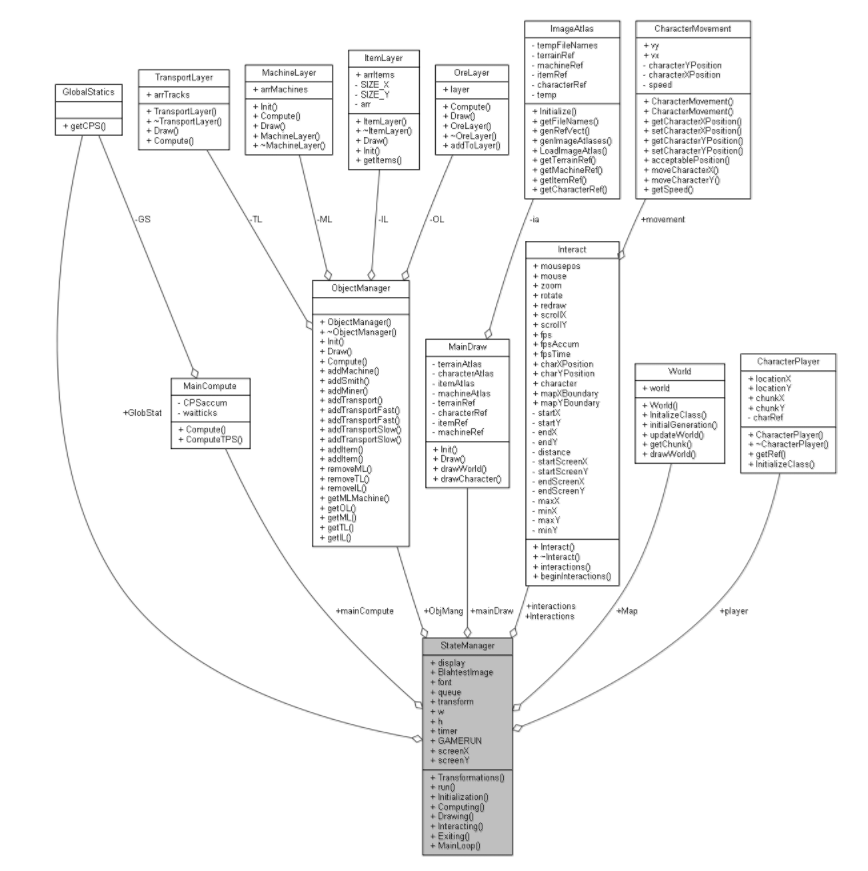 GlobalStatics
+ getCPS()
TransportLayer
+ arrTracks
+ TransportLayer()
+ ~TransportLayer()
+ Draw()
+ Compute()
MachineLayer
+ arrMachines
+ Init()
+ Compute()
+ Draw()
+ MachineLayer()
+ ~MachineLayer()
ItemLayer
+ arrItems
- SIZE_X
- SIZE_Y
- arr
+ ItemLayer()
+ ~ItemLayer()
+ Draw()
+ Init()
+ getItems()
OreLayer
+ layer
+ Compute()
+ Draw()
+ OreLayer()
+ ~OreLayer()
+ addToLayer()
ImageAtlas
- tempFileNames
- terrainRef
- machineRef
- itemRef
- characterRef
- temp
+ Initialize()
+ getFileNames()
+ genRefVect()
+ genImageAtlases()
+ LoadImageAtlas()
+ getTerrainRef()
+ getMachineRef()
+ getItemRef()
+ getCharacterRef()
CharacterMovement
+ vy
+ vx
- characterYPosition
- characterXPosition
- speed
+ CharacterMovement()
+ CharacterMovement()
+ getCharacterXPosition()
+ setCharacterXPosition()
+ getCharacterYPosition()
+ setCharacterYPosition()
+ acceptablePosition()
+ moveCharacterX()
+ moveCharacterY()
+ getSpeed()
-GS
-TL
-ML
-IL
-OL
-ia
+movement
ObjectManager
+ ObjectManager()
+ ~ObjectManager()
+ Init()
+ Draw()
+ Compute()
+ addMachine()
+ addSmith()
+ addMiner()
+ addTransport()
+ addTransportFast()
+ addTransportFast()
+ addTransportSlow()
+ addTransportSlow()
+ addItem()
+ addItem()
+ removeML()
+ removeTL()
+ removeIL()
+ getMLMachine()
+ getOL()
+ getML()
+ getTL()
+ getIL()
Interact
+ mousepos
+ mouse
+ zoom
+ rotate
+ redraw
+ scrollX
+ scrollY
+ fps
+ fpsAccum
+ fpsTime
+ charXPosition
+ charYPosition
+ character
+ mapXBoundary
+ mapYBoundary
- startX
- startY
- endX
- endY
- distance
- startScreenX
- startScreenY
- endScreenX
- endScreenY
- maxX
- minX
- maxY
- minY
+ Interact()
+ ~Interact()
+ interactions()
+ beginInteractions()
MainDraw
- terrainAtlas
- characterAtlas
- itemAtlas
- machineAtlas
- terrainRef
- characterRef
- itemRef
- machineRef
+ Init()
+ Draw()
+ drawWorld()
+ drawCharacter()
World
+ world
+ World()
+ InitalizeClass()
+ initialGeneration()
+ updateWorld()
+ getChunk()
+ drawWorld()
CharacterPlayer
+ locationX
+ locationY
+ chunkX
+ chunkY
- charRef
+ CharacterPlayer()
+ ~CharacterPlayer()
+ getRef()
+ InitializeClass()
MainCompute
- CPSaccum
- waitticks
+ Compute()
+ ComputeTPS()
+GlobStat
+mainCompute
+ObjMang
+mainDraw
+interactions
+Interactions
+Map
+player
StateManager
+ display
+ BlahtestImage
+ font
+ queue
+ transform
+ w
+ h
+ timer
+ GAMERUN
+ screenX
+ screenY
+ Transformations()
+ run()
+ Initialization()
+ Computing()
+ Drawing()
+ Interacting()
+ Exiting()
+ MainLoop()